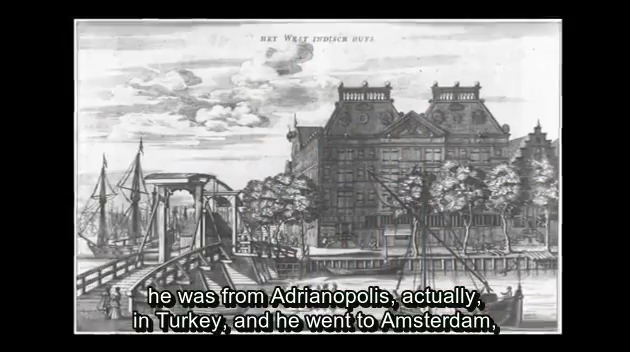 HET WEST INDISCH HUYS.
he was from Adrianopolis, actually,
in Turkey, and he went to Amsterdam,